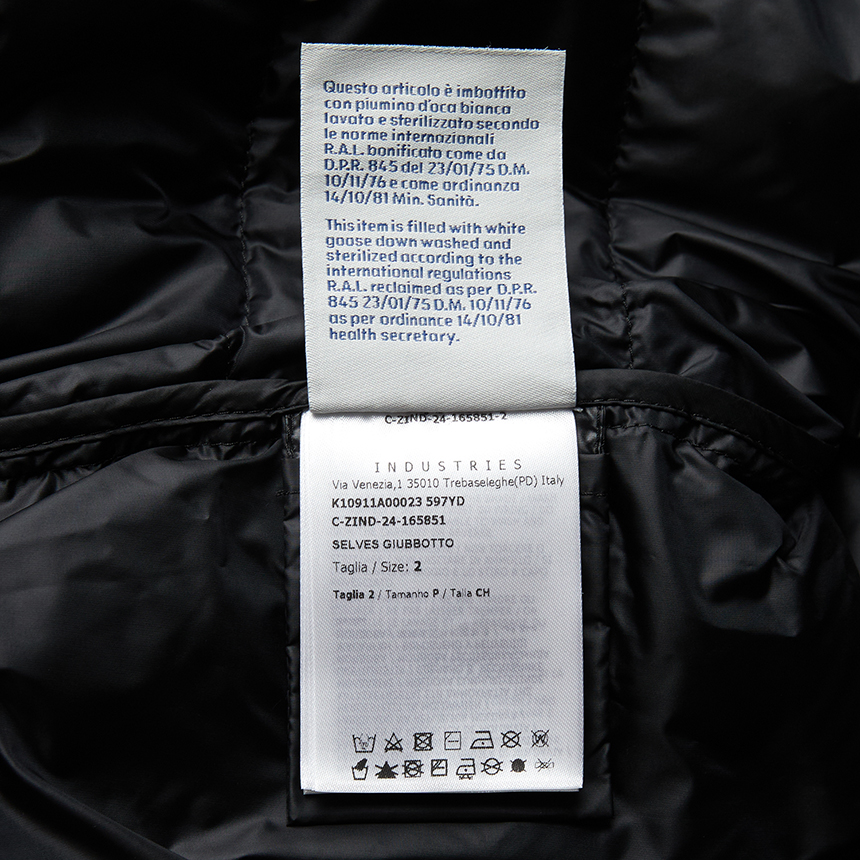 Questo articolo è imbottito
con piumino d'oca bianca
lavato e sterilizzato secondo
le norme internazionali
R.A.L. bonificato come da
D.P.R. 845 del 23/01/75 D.M.
10/11/76 e come ordinanza
14/10/81 Min. Sanità.
This item is filled with white
goose down washed and
sterilized according to the
international regulations
R.A.L. reclaimed as per D.P.R.
845 23/01/75 D.M. 10/11/76
as per ordinance 14/10/81
health secretary.
C-ZIND-24-165851-2
INDUSTRIES
Via Venezia,1 35010 Trebaseleghe(PD) Italy
K10911A00023 597YD
C-ZIND-24-165851
SELVES GIUBBOTTO
Taglia / Size: 2
Taglia 2 / Tamanho P / Talla CH